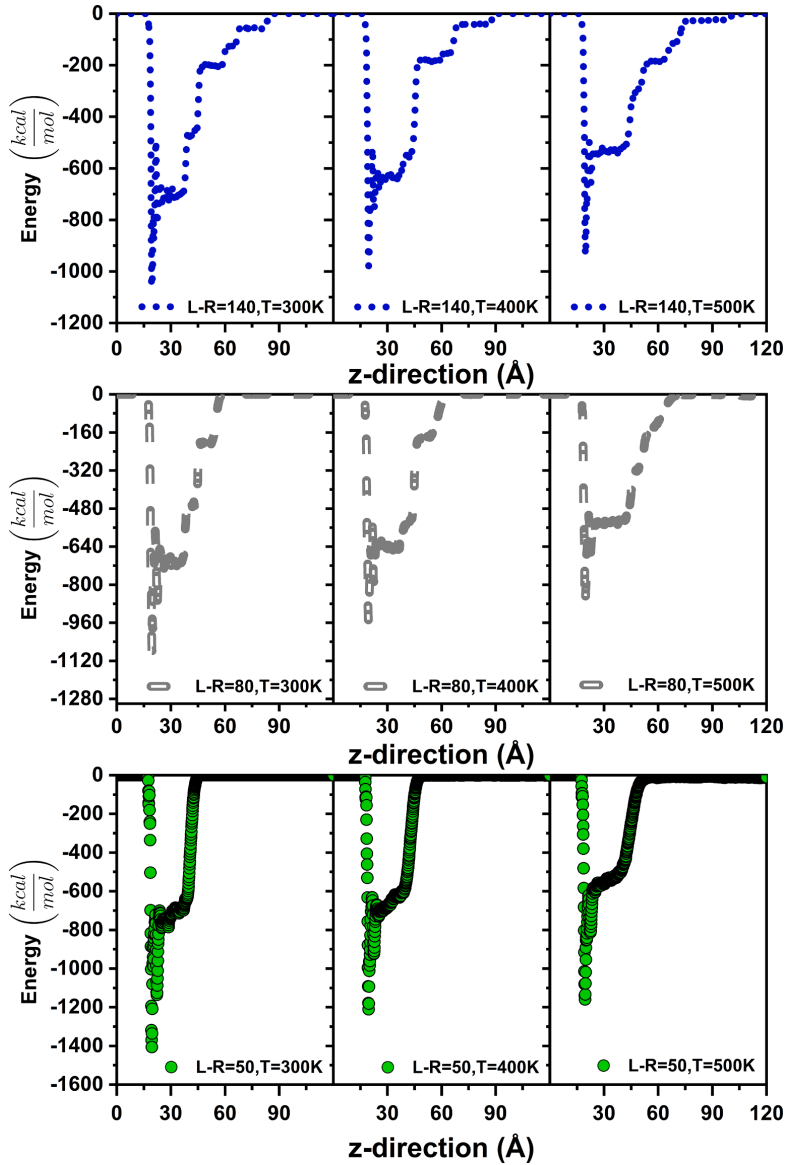 0
-200
-400
-600
-800
-1000
-1200
Energy (kcal/mol)
L-R=140,T=300K
L-R=140,T=400K
L-R=140,T=500K
0 30 60 90 30 60 90 30 60 90 120
z-direction (Å)
0
-160
-320
-480
-640
-800
-960
-1120
-1280
Energy (kcal/mol)
L-R=80,T=300K
L-R=80,T=400K
L-R=80,T=500K
0 30 60 90 30 60 90 30 60 90 120
z-direction (Å)
0
-200
-400
-600
-800
-1000
-1200
-1400
-1600
Energy (kcal/mol)
L-R=50,T=300K
L-R=50,T=400K
L-R=50,T=500K
0 30 60 90 30 60 90 30 60 90 120
z-direction (Å)